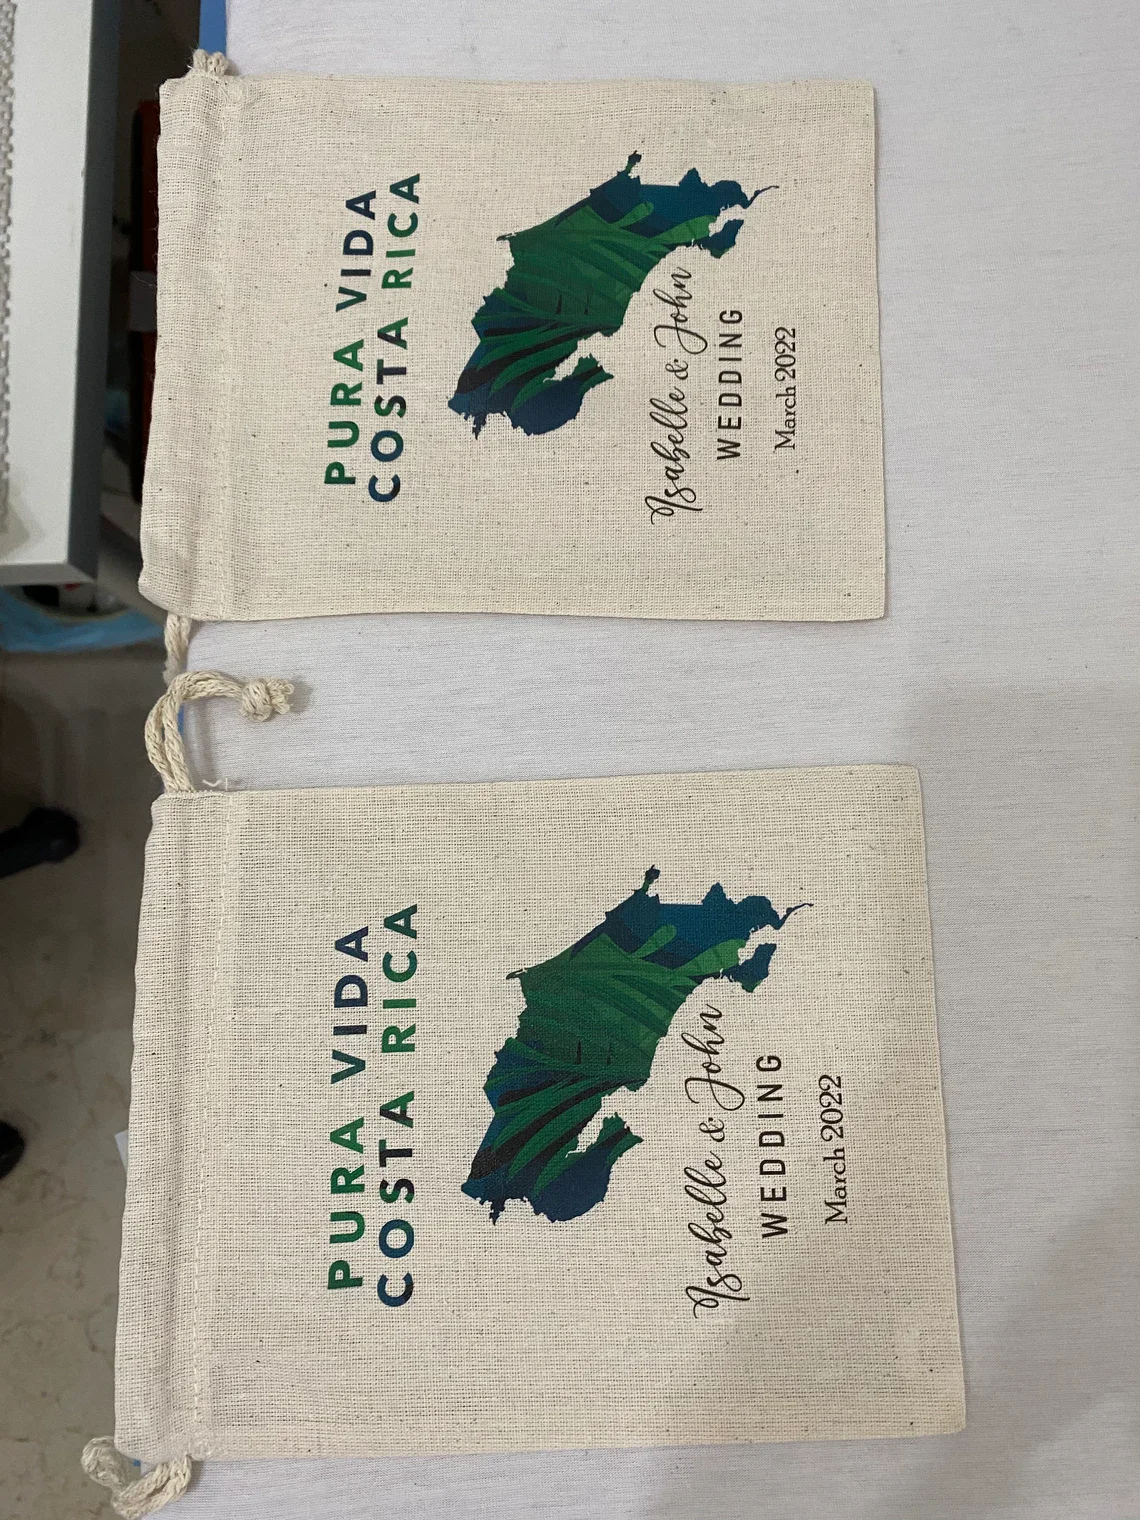 PURA VIDA
COSTA RICA
Isabelle & John
WEDDING
March 2022
PURA VIDA
COSTA RICA
Isabelle & John
WEDDING
March 2022